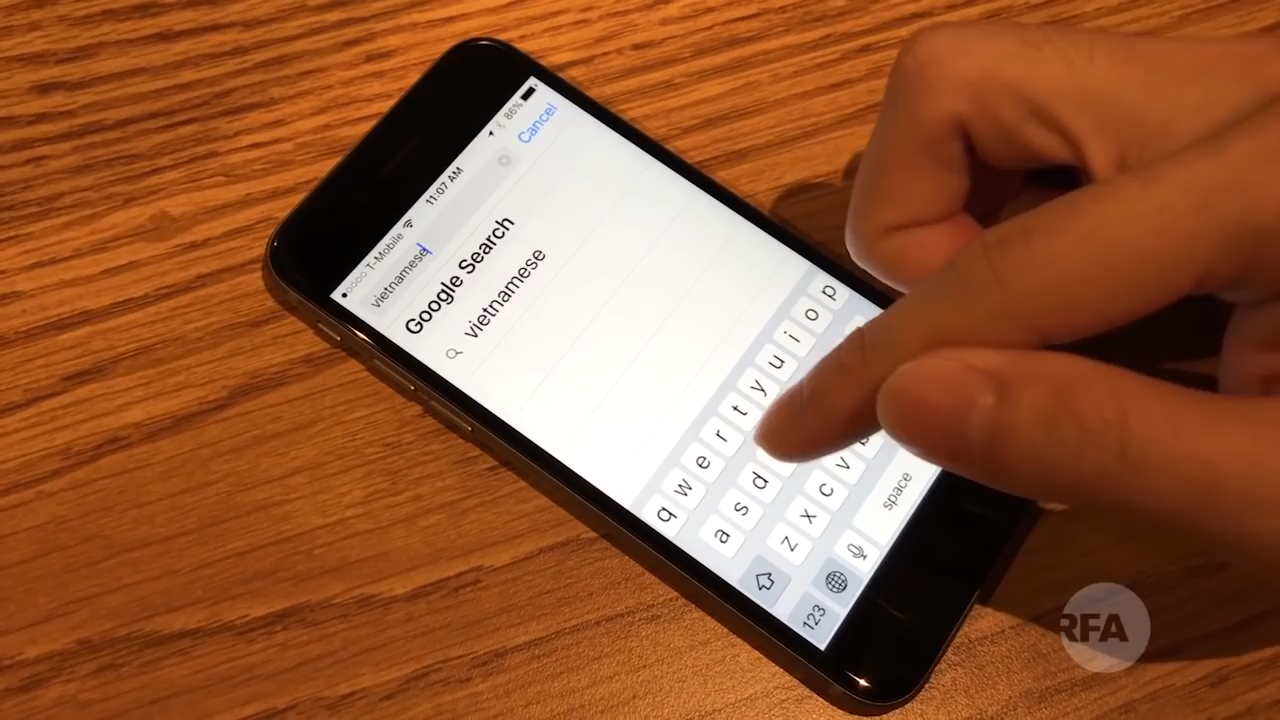 T-Mobile 11:07 AM 86%
vietnamese Cancel
Google Search
vietnamese
q w e r t y u i o p
a s d
z x c v
123 space
RFA